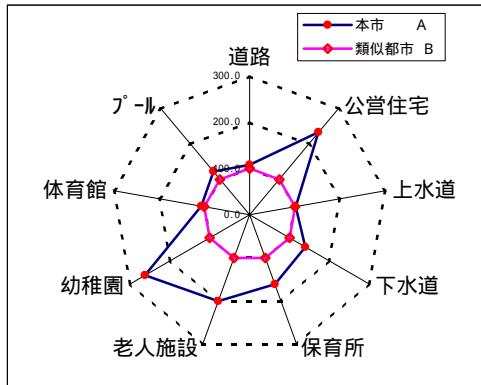 本市 A
類似都市 B
道路
公営住宅
上水道
下水道
保育所
老人施設
幼稚園
体育館
プール
300.0
200.0
100.0
0.0